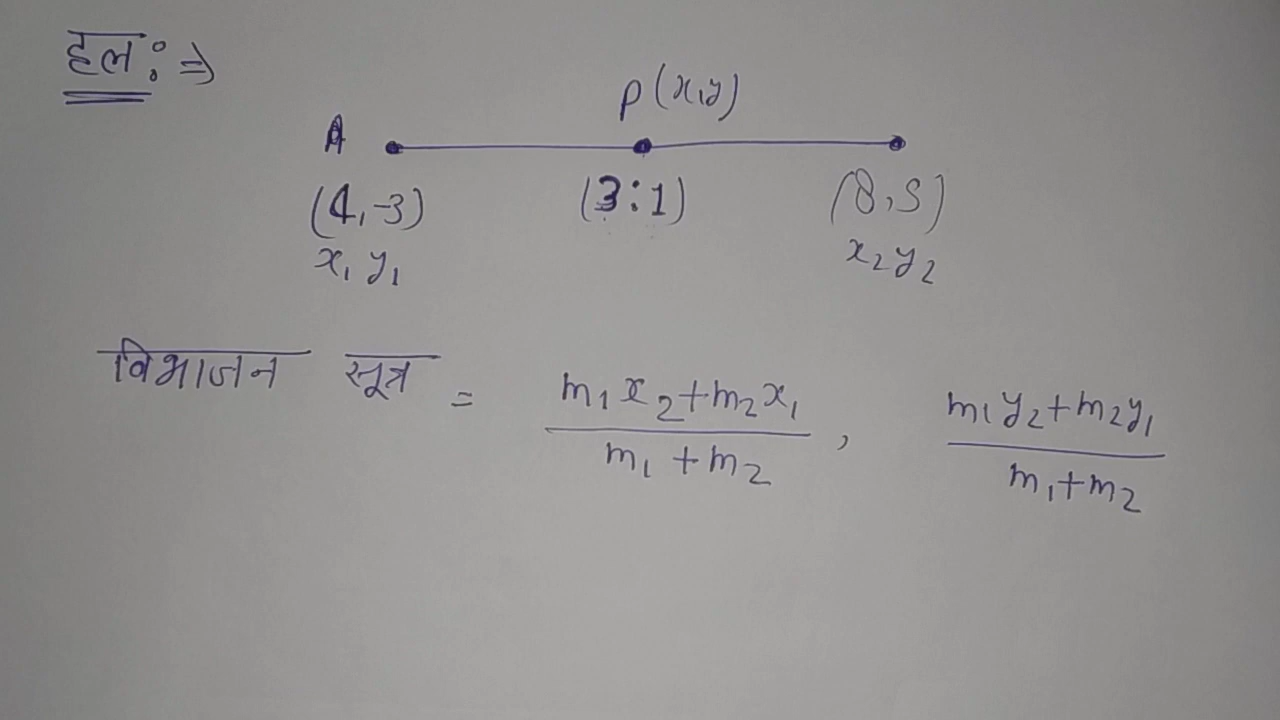 हल:⇒
P(x,y)
A
(4,-3) (3:1) (8,5)
x₁ y₁ x₂ y₂
विभाजन सूत्र = m₁x₂+m₂x₁ / m₁+m₂ , m₁y₂+m₂y₁ / m₁+m₂